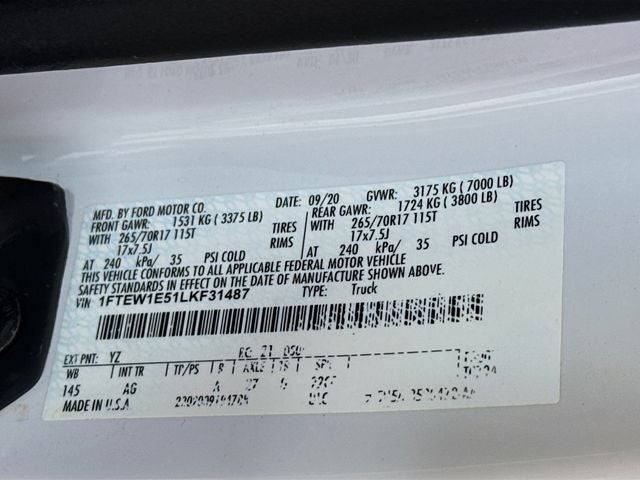 MFD. BY FORD MOTOR CO. DATE: 09/20 GVWR: 3175 KG ( 7000 LB)
FRONT GAWR: 1531 KG ( 3375 LB) REAR GAWR: 1724 KG ( 3800 LB)
WITH 265/70R17 115T TIRES WITH 265/70R17 115T TIRES
17x7.5J RIMS 17x7.5J RIMS
AT 240 kPa/ 35 PSI COLD AT 240 kPa/ 35 PSI COLD
THIS VEHICLE CONFORMS TO ALL APPLICABLE FEDERAL MOTOR VEHICLE
SAFETY STANDARDS IN EFFECT ON THE DATE OF MANUFACTURE SHOWN ABOVE.
VIN: 1FTEW1E51LKF31487 TYPE: Truck
EXT PNT: YZ
WB INT TR TP/PS R AXLE TR SPR
145 AG A 27
MADE IN U.S.A.